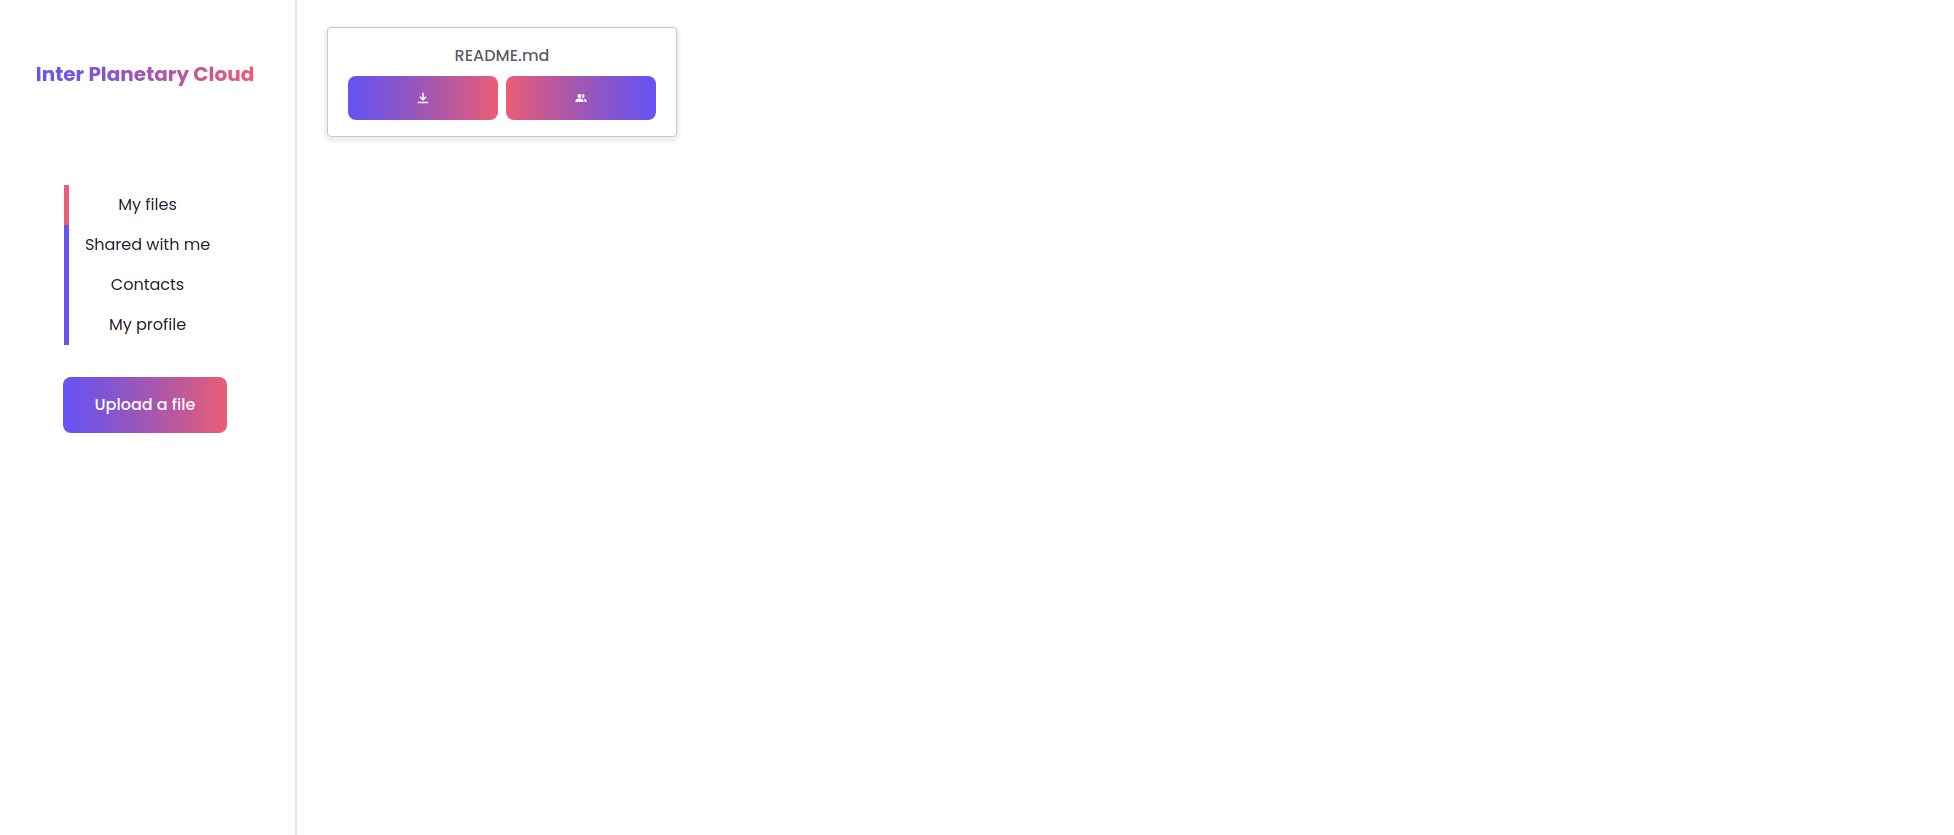 Inter Planetary Cloud
My files
Shared with me
Contacts
My profile
Upload a file
README.md